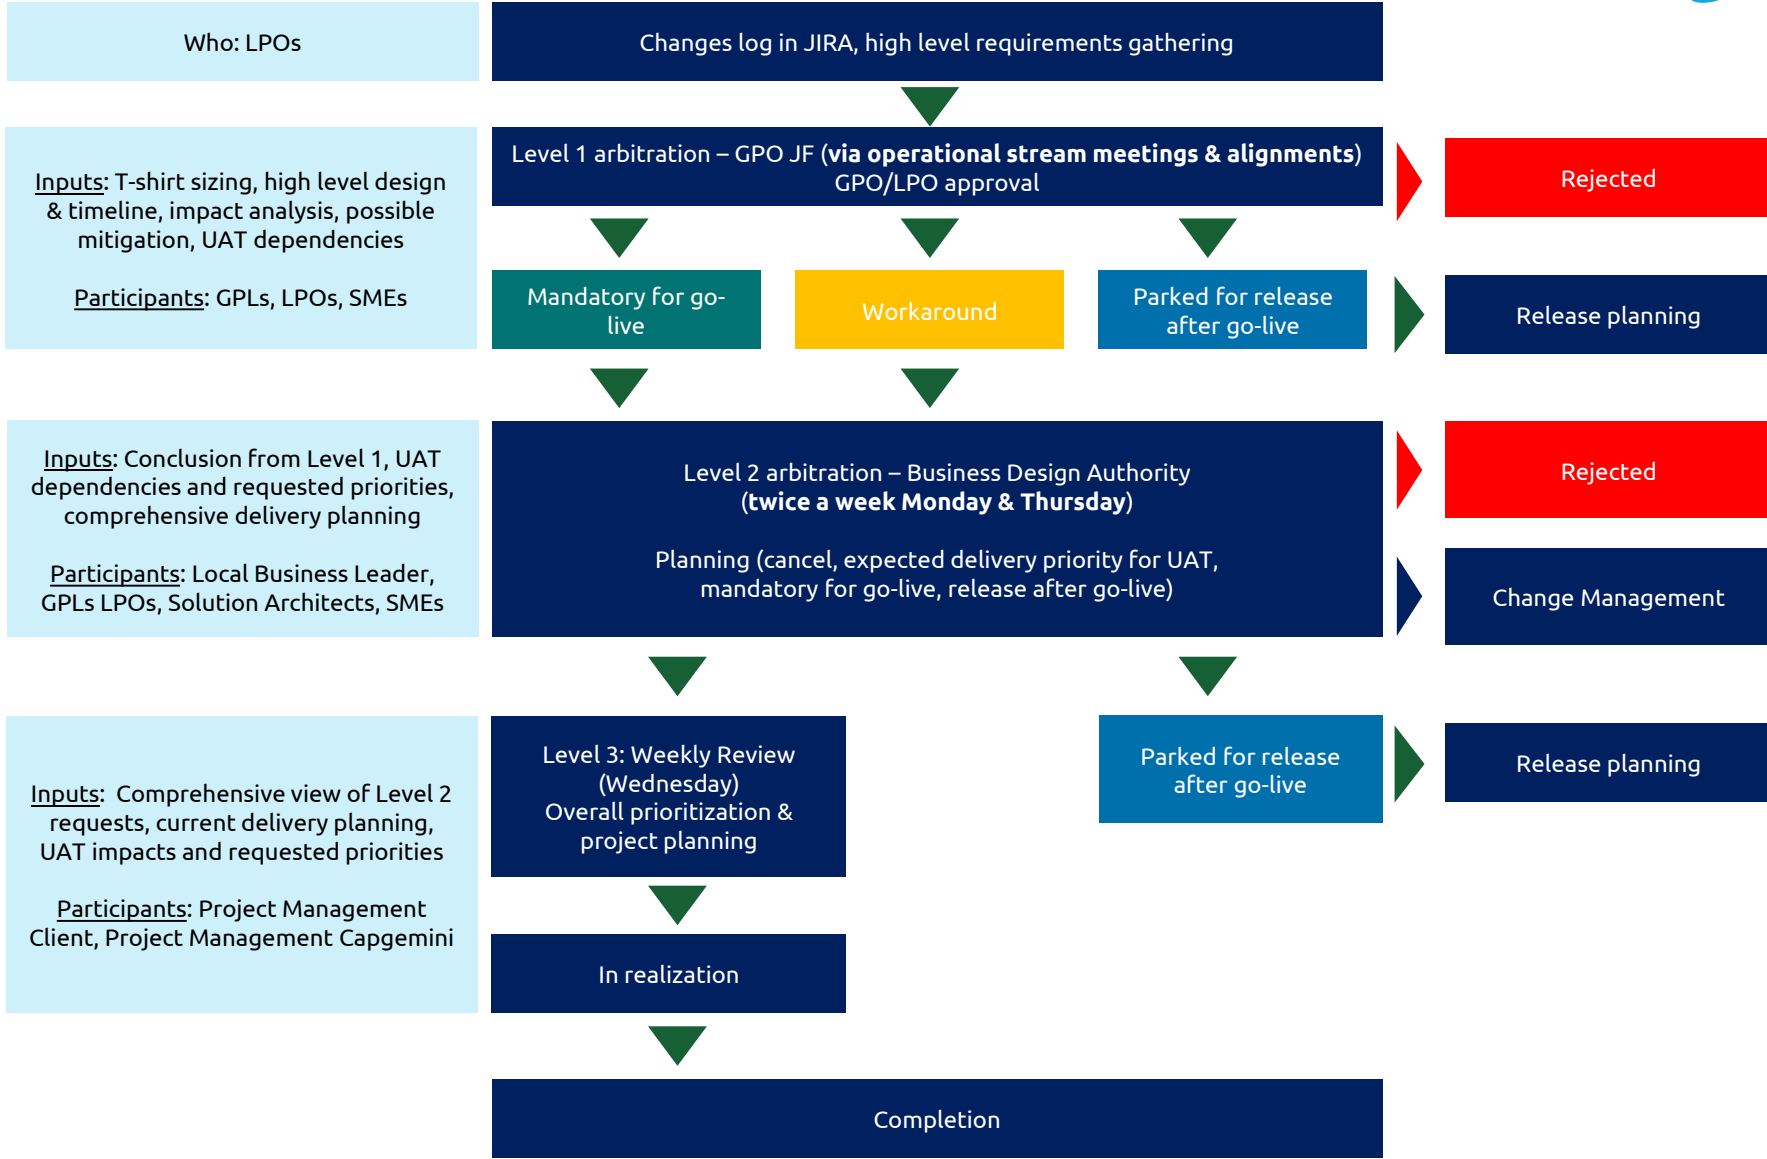 Who: LPOs
Changes log in JIRA, high level requirements gathering
Inputs: T-shirt sizing, high level design
& timeline, impact analysis, possible
mitigation, UAT dependencies
Participants: GPLs, LPOs, SMEs
Level 1 arbitration – GPO JF (via operational stream meetings & alignments)
GPO/LPO approval
Rejected
Mandatory for go-
live
Workaround
Parked for release
after go-live
Release planning
Inputs: Conclusion from Level 1, UAT
dependencies and requested priorities,
comprehensive delivery planning
Participants: Local Business Leader,
GPLs LPOs, Solution Architects, SMEs
Level 2 arbitration – Business Design Authority
(twice a week Monday & Thursday)
Planning (cancel, expected delivery priority for UAT,
mandatory for go-live, release after go-live)
Rejected
Change Management
Inputs: Comprehensive view of Level 2
requests, current delivery planning,
UAT impacts and requested priorities
Participants: Project Management
Client, Project Management Capgemini
Level 3: Weekly Review
(Wednesday)
Overall prioritization &
project planning
Parked for release
after go-live
Release planning
In realization
Completion